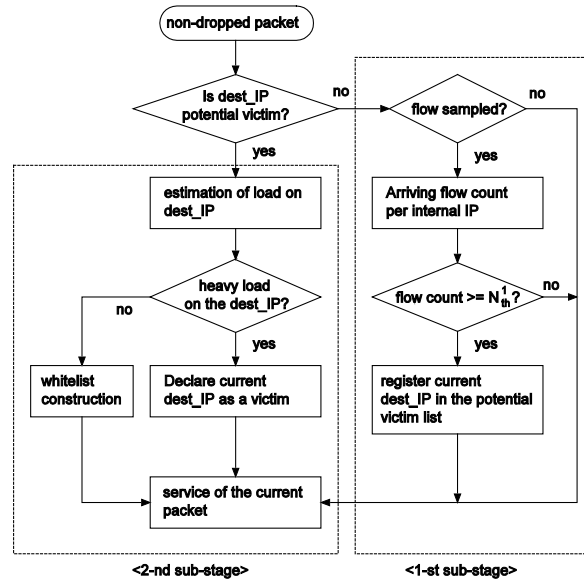 non-dropped packet
Is dest_IP
potential victim?
no
yes
flow sampled?
no
yes
estimation of load on
dest_IP
Arriving flow count
per internal IP
heavy load
on the dest_IP?
no
yes
flow count >= N¹th ?
no
yes
whitelist
construction
Declare current
dest_IP as a victim
register current
dest_IP in the potential
victim list
service of the current
packet
<2-nd sub-stage>
<1-st sub-stage>